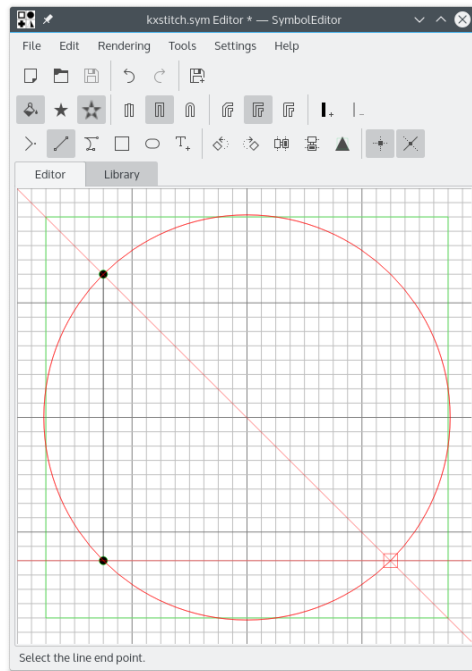 kxstitch.sym Editor * — SymbolEditor
File Edit Rendering Tools Settings Help
Editor Library
Select the line end point.